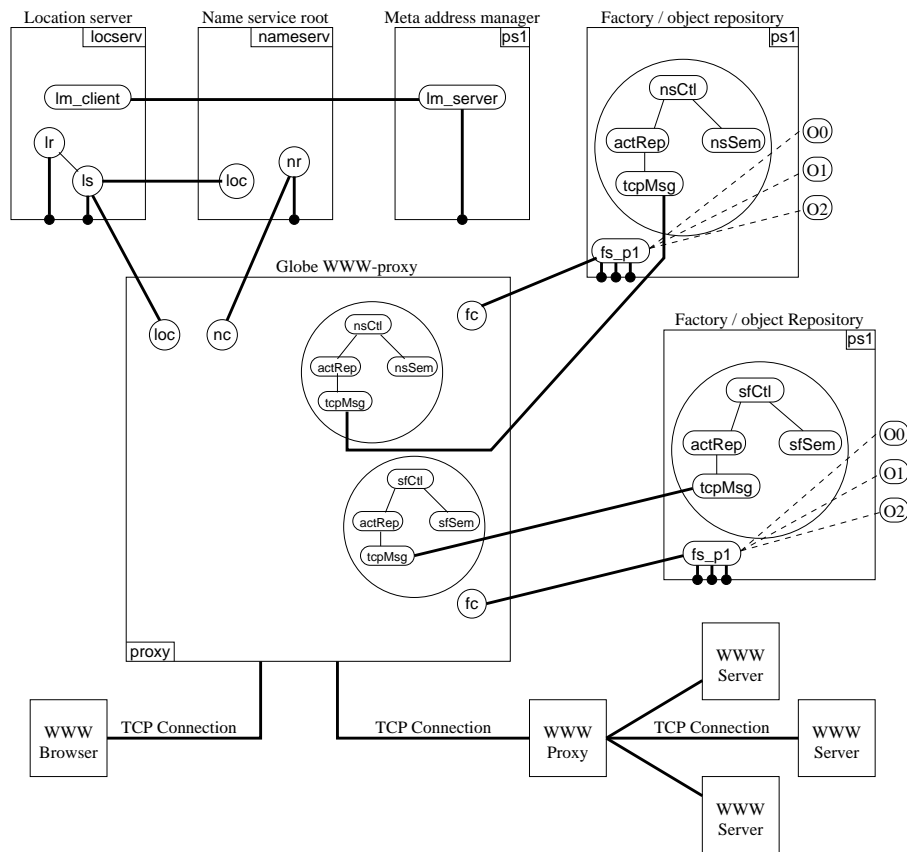 Location server
Name service root
Meta address manager
Factory / object repository
locserv
nameserv
ps1
ps1
lm_client
lm_server
nsCtl
actRep
nsSem
tcpMsg
O0
O1
O2
lr
ls
loc
nr
fs_p1
Globe WWW-proxy
loc
nc
fc
nsCtl
actRep
nsSem
tcpMsg
Factory / object Repository
ps1
sfCtl
actRep
sfSem
tcpMsg
O0
O1
O2
fs_p1
sfCtl
actRep
sfSem
tcpMsg
fc
proxy
WWW
Browser
TCP Connection
TCP Connection
WWW
Proxy
WWW
Server
TCP Connection
WWW
Server
WWW
Server